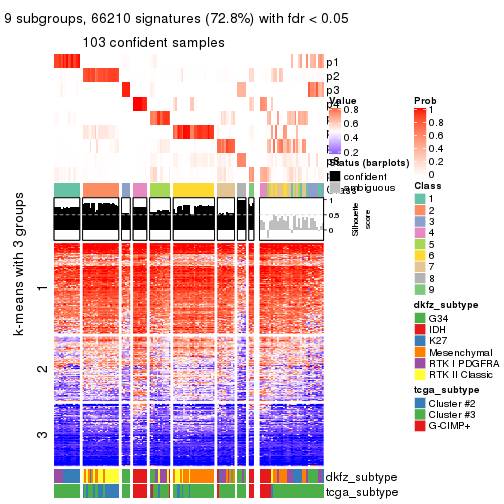 9 subgroups, 66210 signatures (72.8%) with fdr < 0.05
103 confident samples
p1
p2
p3
p4
Value
0.8
0.6
0.4
0.2
Status (barplots)
confident
ambiguous
Prob
1
0.8
0.6
0.4
0.2
0
Class
1
2
3
4
5
6
7
8
9
1
0.5
0
Silhouette
score
k-means with 3 groups
1
2
3
dkfz_subtype
G34
IDH
K27
Mesenchymal
RTK I PDGFRA
RTK II Classic
tcga_subtype
Cluster #2
Cluster #3
G-CIMP+
dkfz_subtype
tcga_subtype